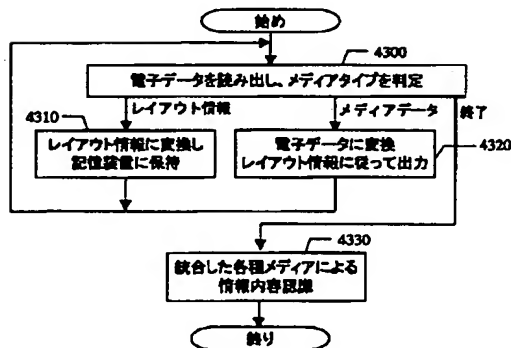 始め
4300
電子データを読み出し、メディアタイプを判定
レイアウト情報
メディアデータ
終了
4310
レイアウト情報に変換し
記憶装置に保持
電子データに変換
レイアウト情報に従って出力
4320
4330
統合した各種メディアによる
情報内容認識
終り